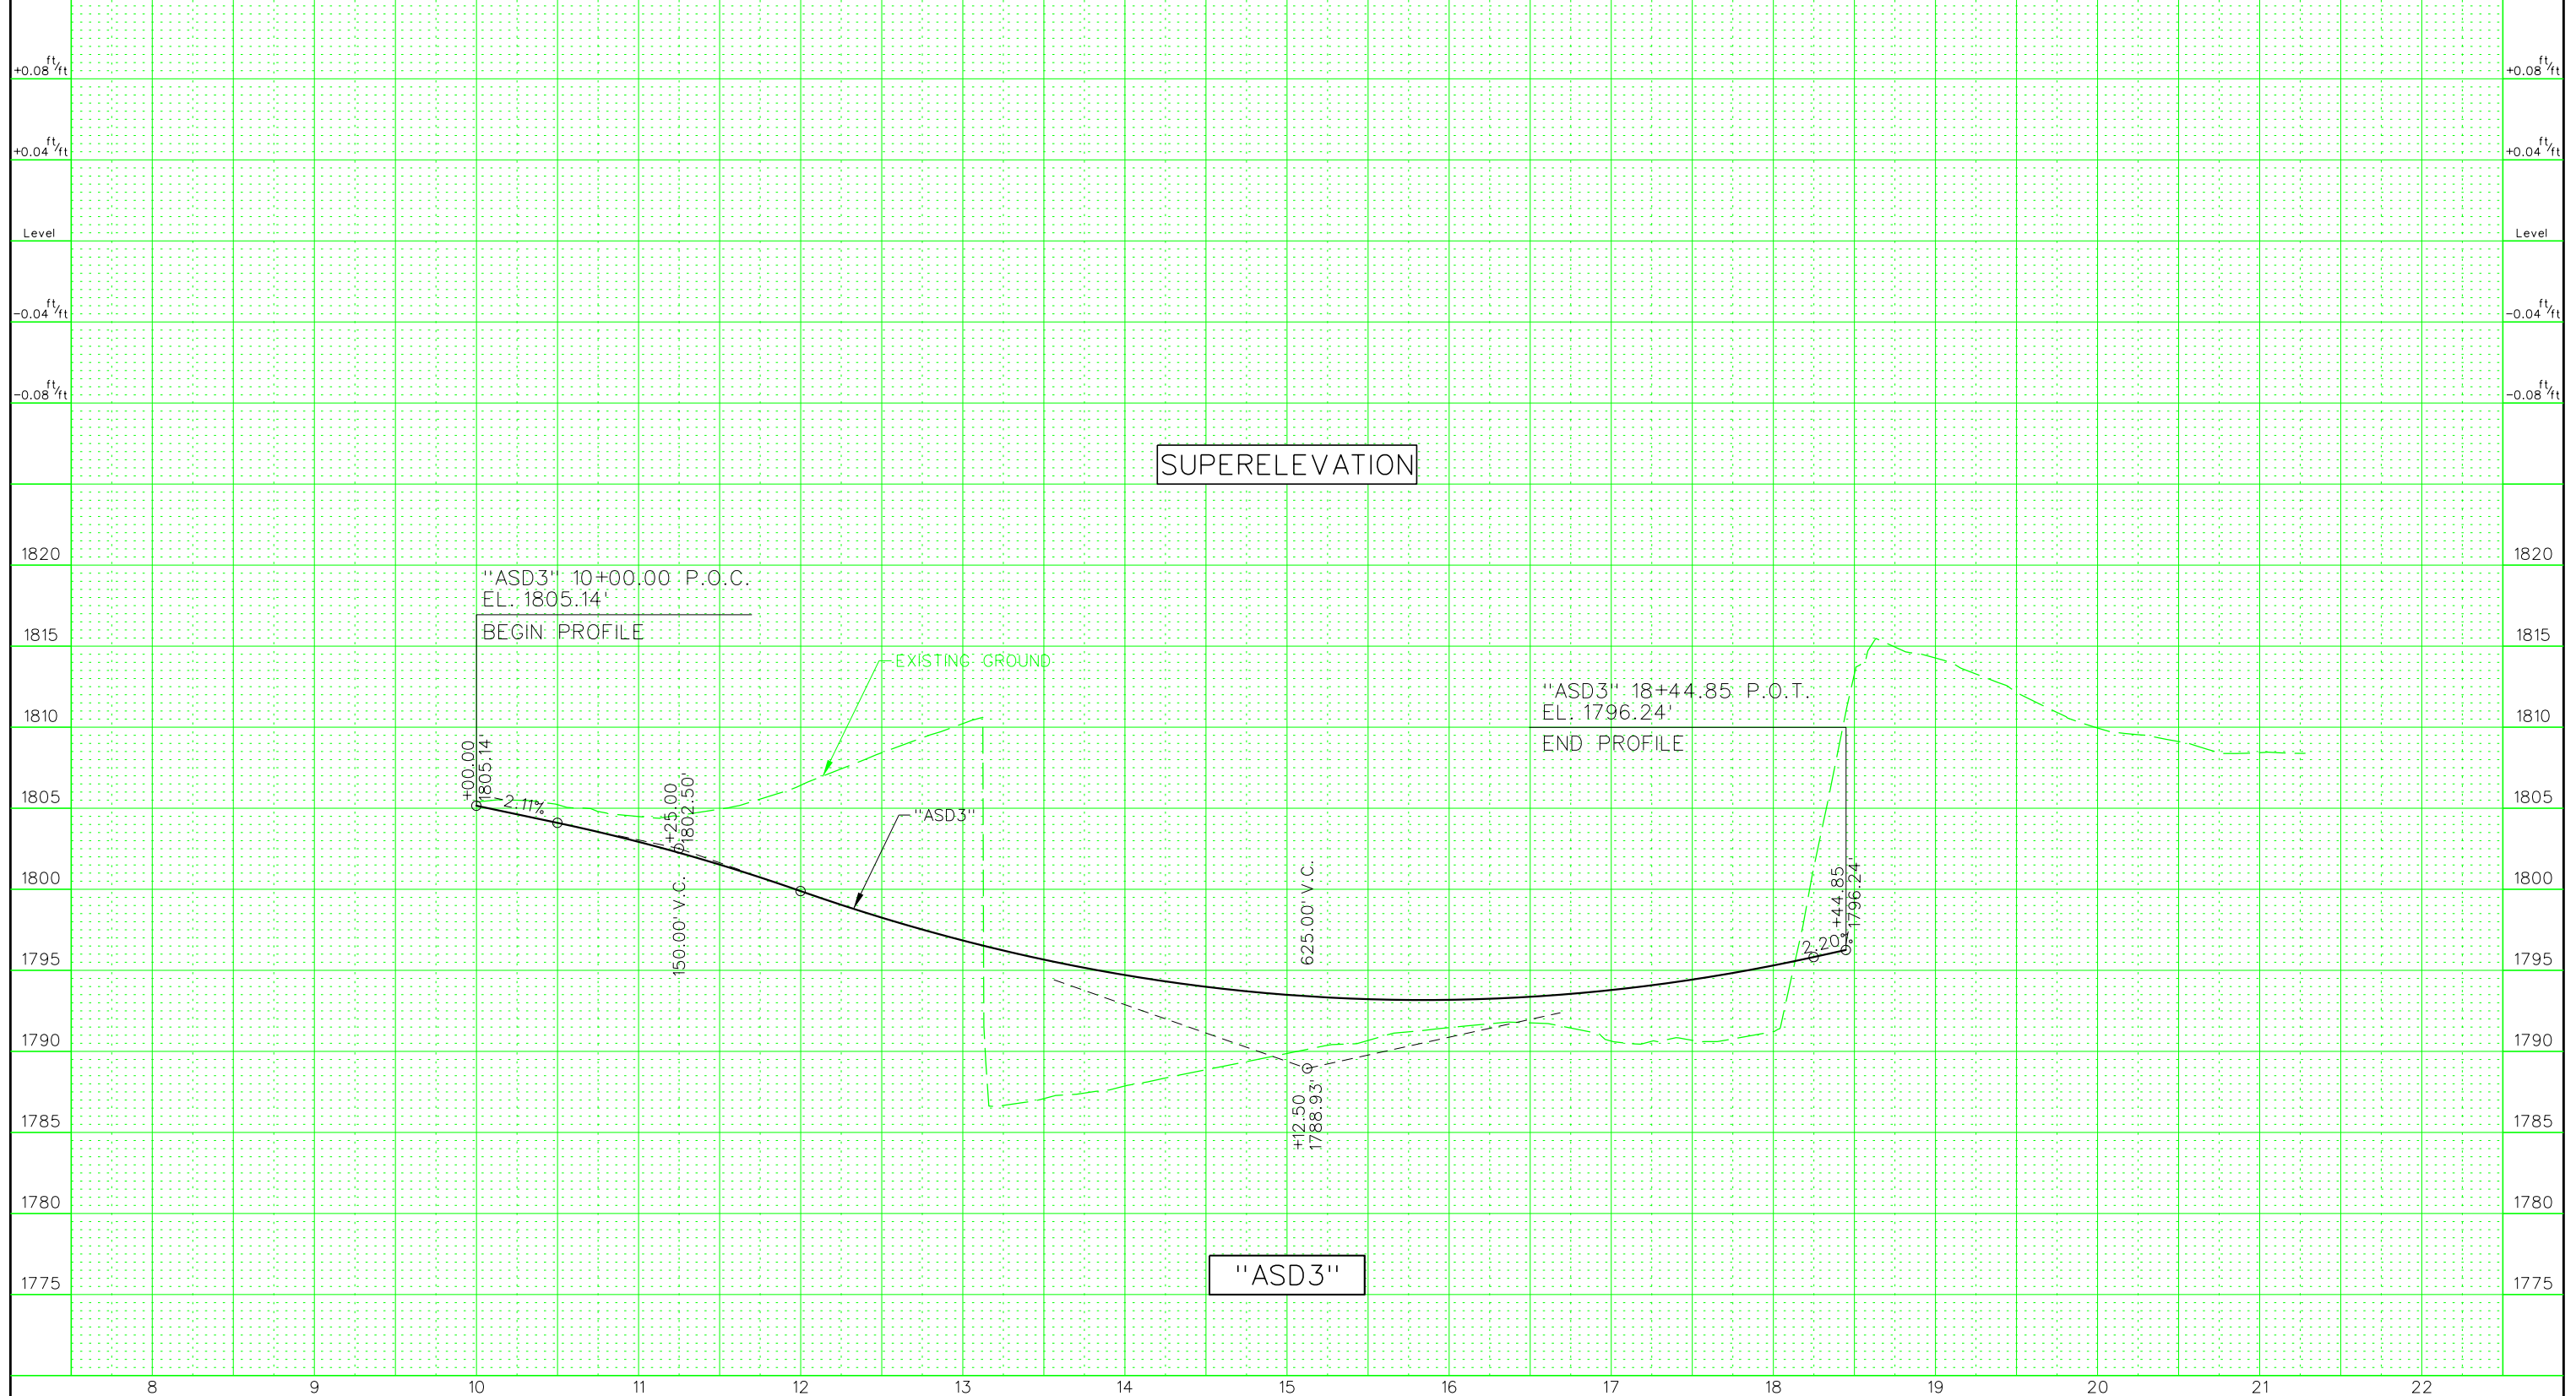 +0.08 ft/ft
+0.08 ft/ft
+0.04 ft/ft
+0.04 ft/ft
Level
Level
-0.04 ft/ft
-0.04 ft/ft
-0.08 ft/ft
-0.08 ft/ft
SUPERELEVATION
1820
1820
"ASD3" 10+00.00 P.O.C.
EL. 1805.14'
BEGIN PROFILE
1815
1815
EXISTING GROUND
"ASD3" 18+44.85 P.O.T.
EL. 1796.24'
END PROFILE
1810
1810
+00.00
1805.14'
-2.11%
+25.00
1802.50'
150.00' V.C.
"ASD3"
1805
1805
1800
1800
625.00' V.C.
2.20%
+44.85
1796.24'
1795
1795
1790
1790
+12.50
1788.93'
1785
1785
1780
1780
"ASD3"
1775
1775
8 9 10 11 12 13 14 15 16 17 18 19 20 21 22